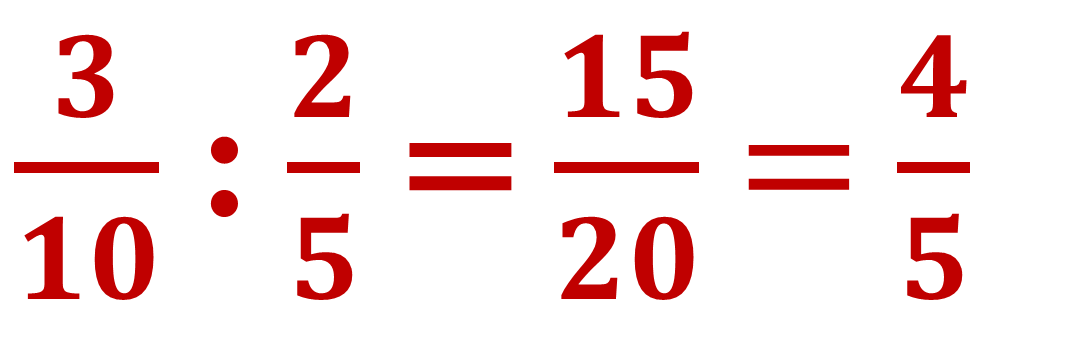 3/10 : 2/5 = 15/20 = 4/5